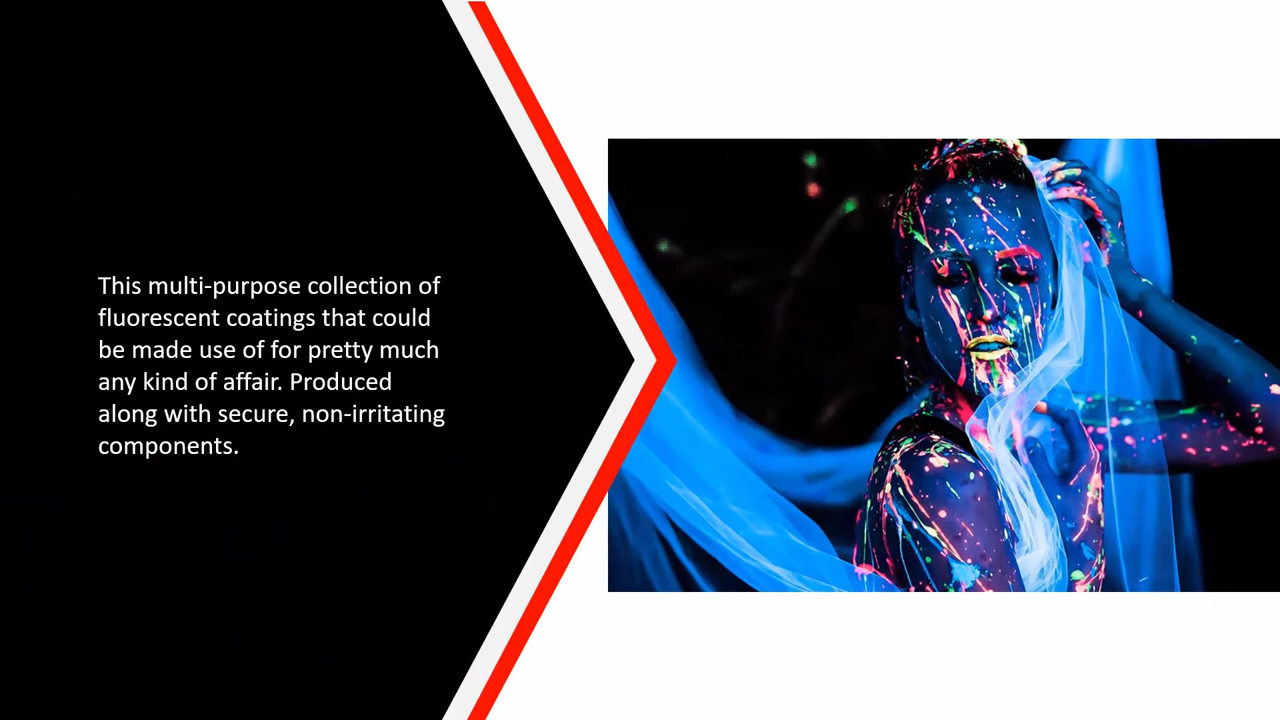 This multi-purpose collection of
fluorescent coatings that could
be made use of for pretty much
any kind of affair. Produced
along with secure, non-irritating
components.